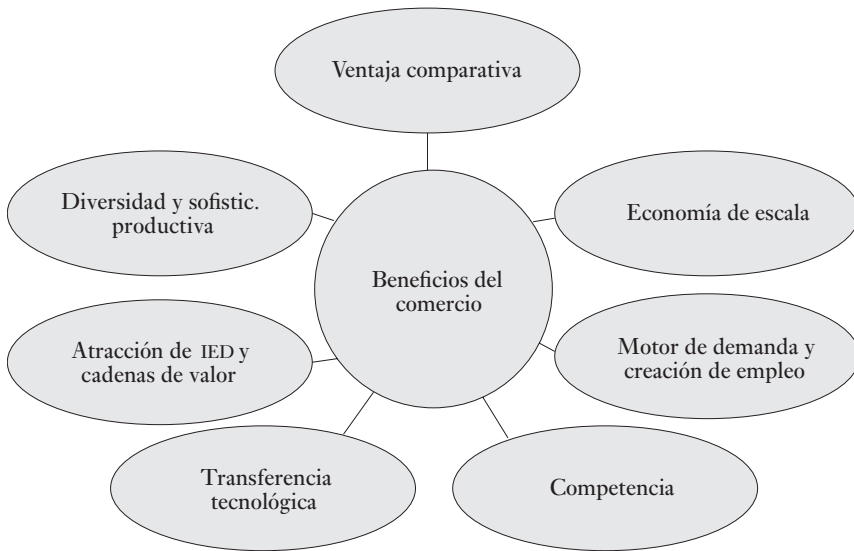 Ventaja comparativa
Diversidad y sofistic.
productiva
Economía de escala
Beneficios del
comercio
Atracción de IED y
cadenas de valor
Motor de demanda y
creación de empleo
Transferencia
tecnológica
Competencia